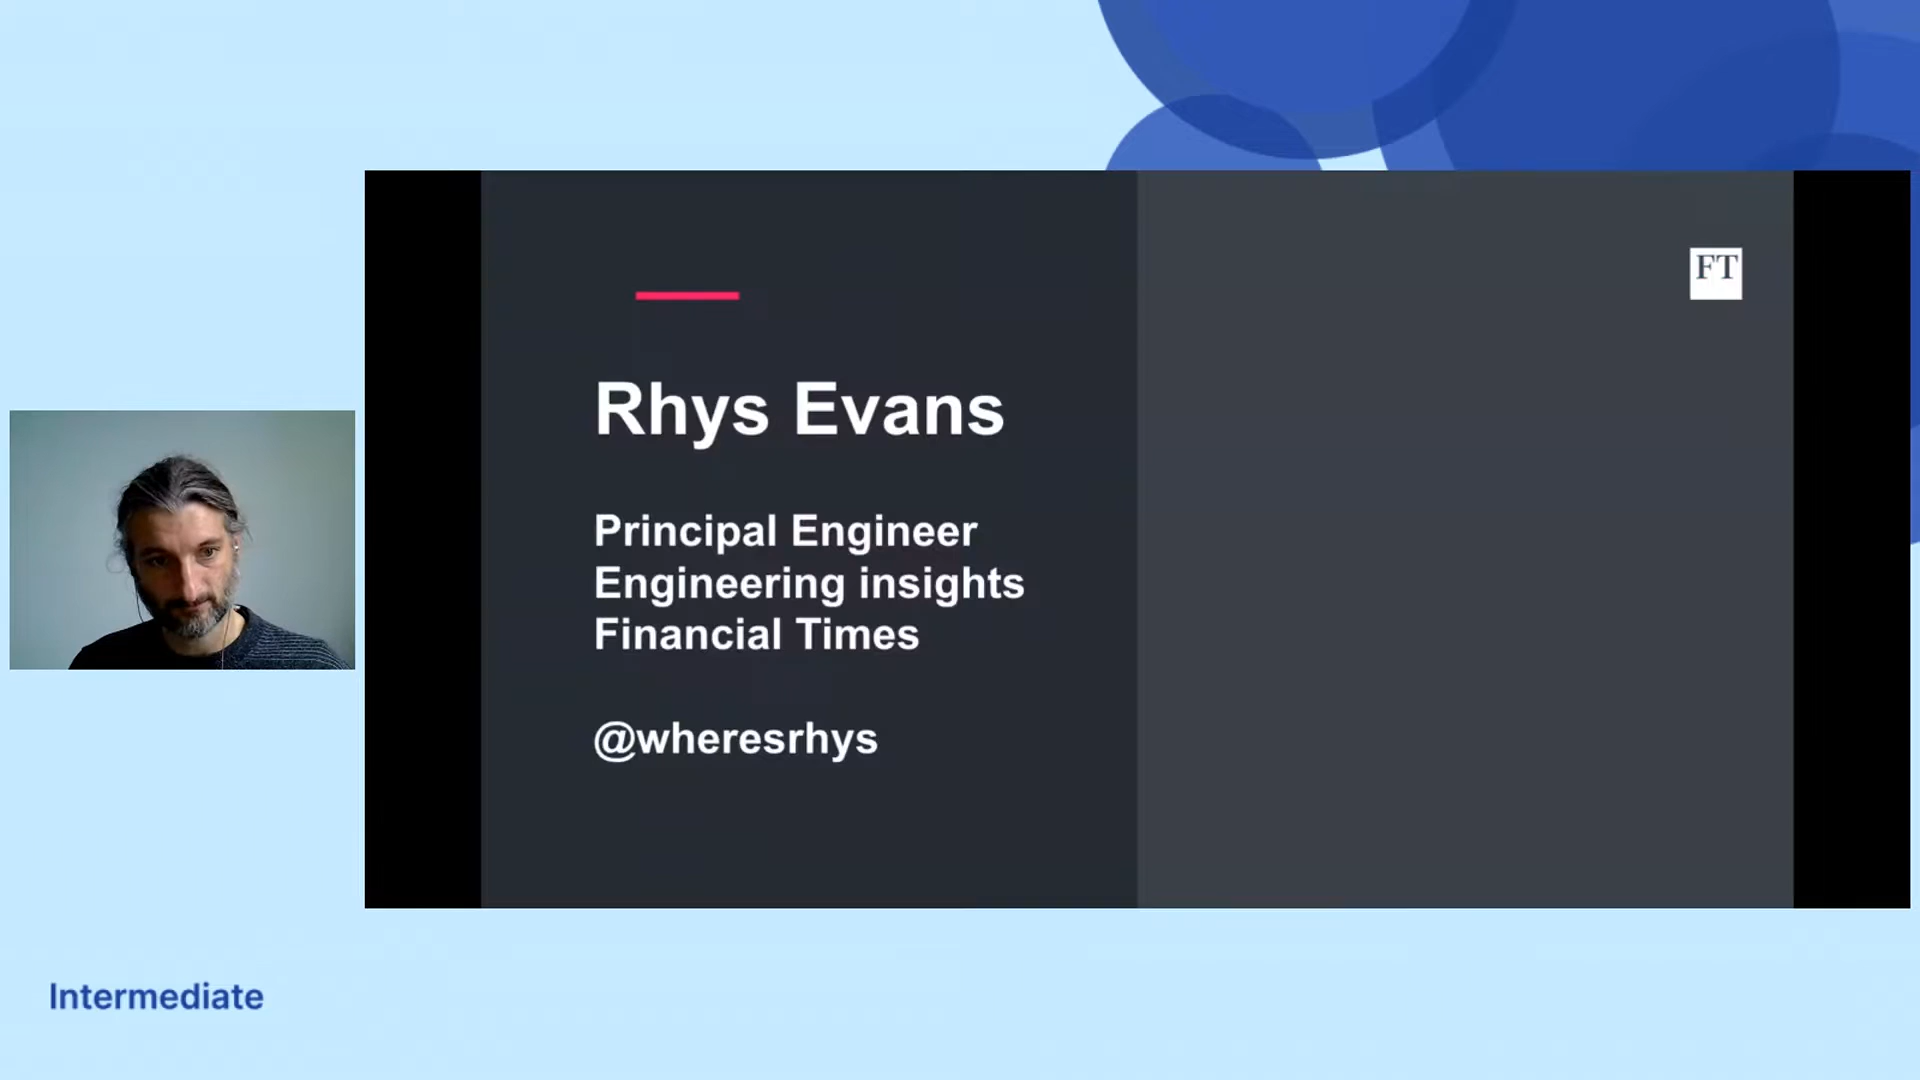 FT
Rhys Evans
Principal Engineer
Engineering insights
Financial Times
@wheresrhys
Intermediate